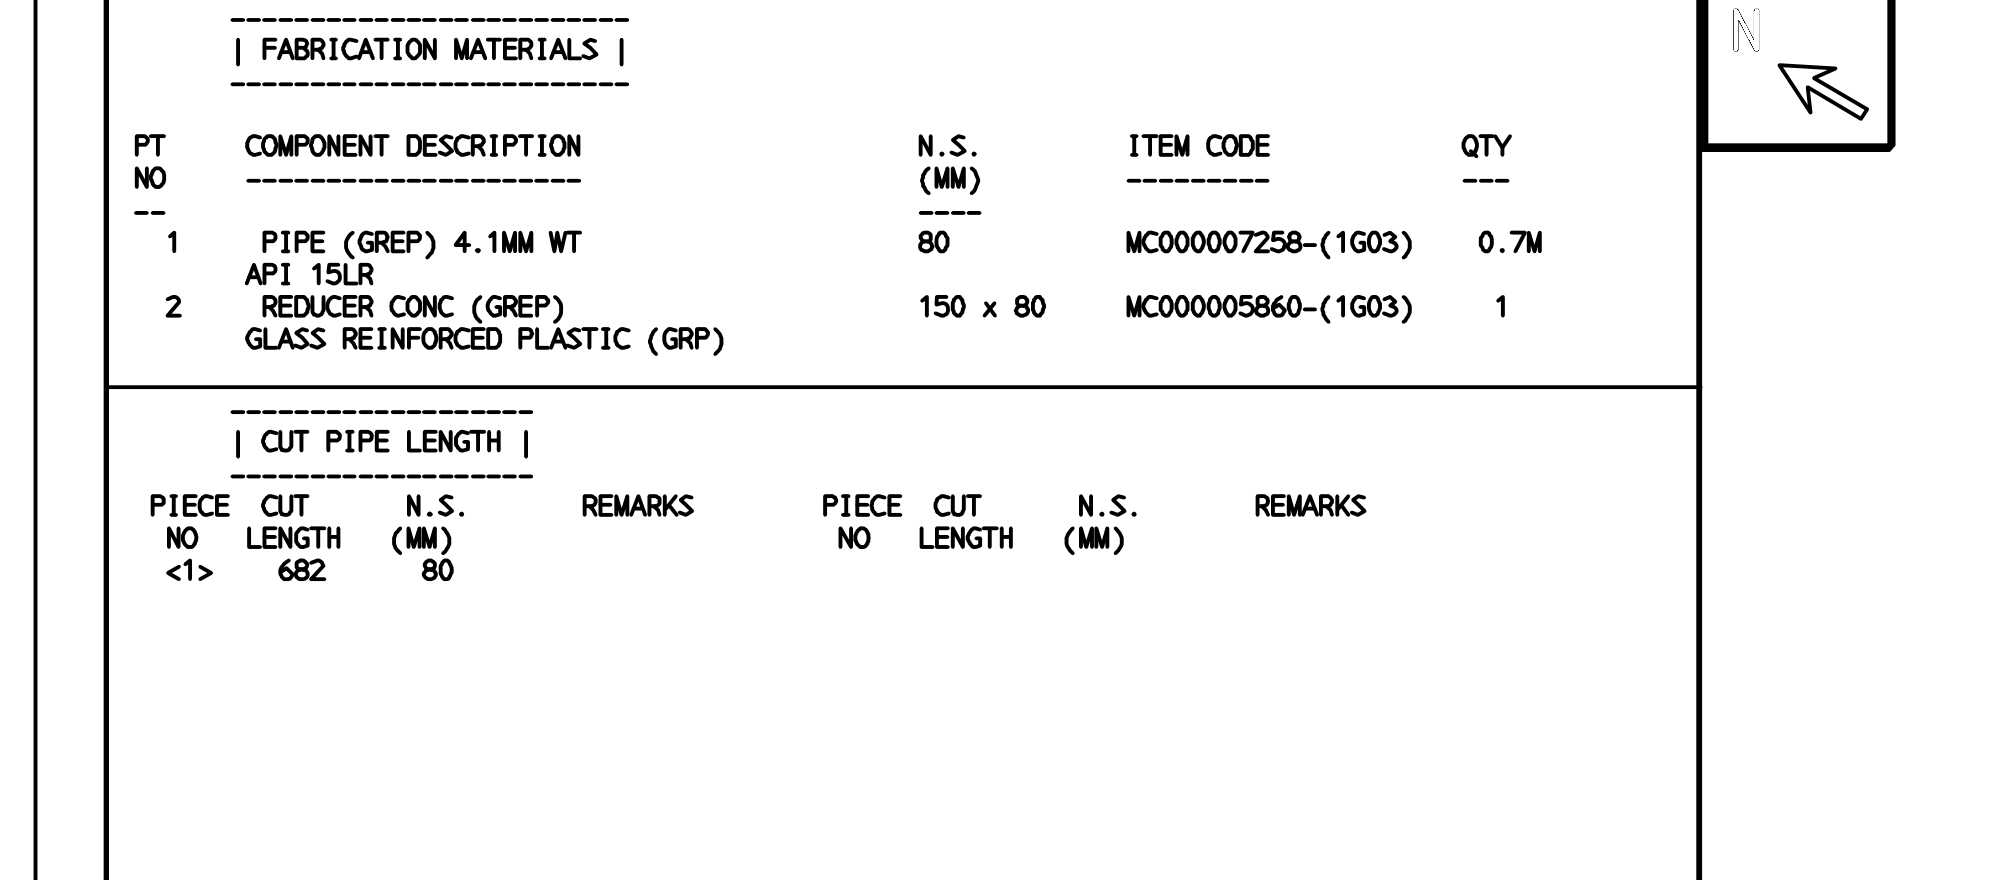 -------------------------
| FABRICATION MATERIALS |
-------------------------
N
PT COMPONENT DESCRIPTION N.S. ITEM CODE QTY
NO --------------------- (MM) --------- ---
-- ----
1 PIPE (GREP) 4.1MM WT 80 MC000007258-(1G03) 0.7M
API 15LR
2 REDUCER CONC (GREP) 150 x 80 MC000005860-(1G03) 1
GLASS REINFORCED PLASTIC (GRP)
-------------------
| CUT PIPE LENGTH |
-------------------
PIECE CUT N.S. REMARKS PIECE CUT N.S. REMARKS
NO LENGTH (MM) NO LENGTH (MM)
<1> 682 80